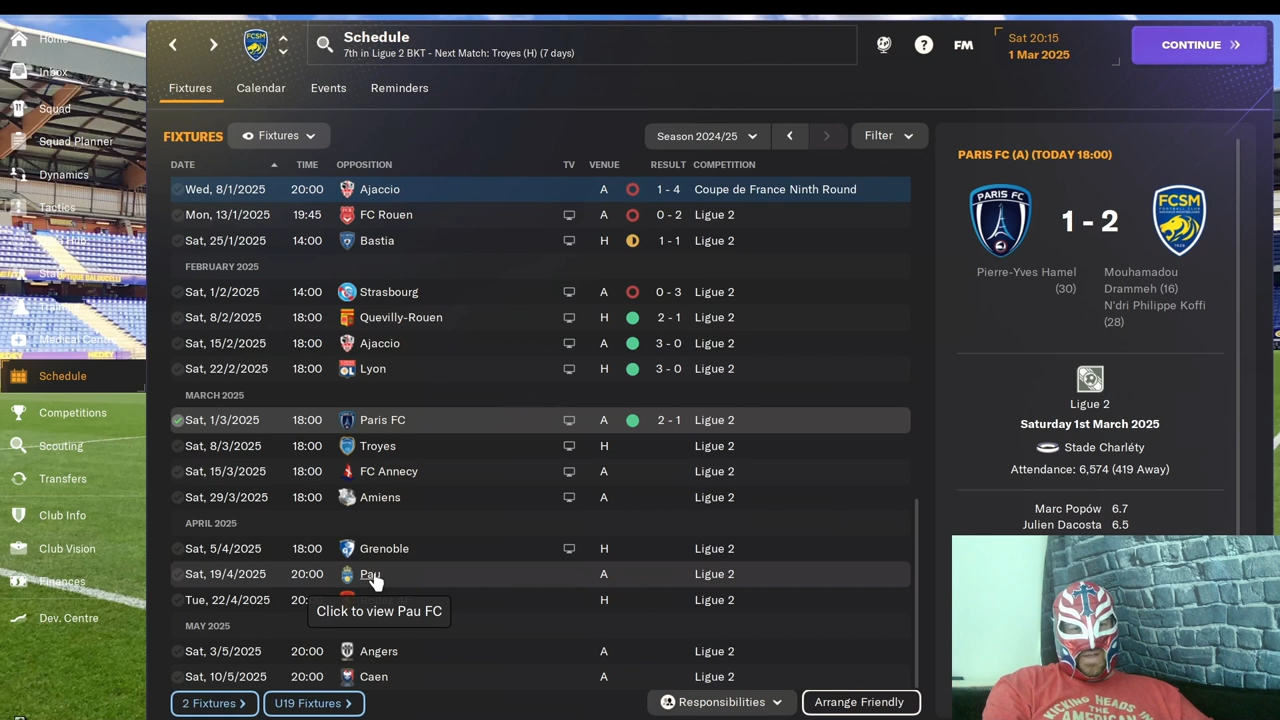 Home
Schedule
7th in Ligue 2 BKT - Next Match: Troyes (H) (7 days)
FM
Sat 20:15
1 Mar 2025
CONTINUE
Inbox
Squad
Squad Planner
Dynamics
Tactics
Medical Centre
Schedule
Competitions
Scouting
Transfers
Club Info
Club Vision
Finances
Dev. Centre
Fixtures Calendar Events Reminders
FIXTURES Fixtures Season 2024/25 Filter
DATE TIME OPPOSITION TV VENUE RESULT COMPETITION
Wed, 8/1/2025 20:00 Ajaccio A 1 - 4 Coupe de France Ninth Round
Mon, 13/1/2025 19:45 FC Rouen A 0 - 2 Ligue 2
Sat, 25/1/2025 14:00 Bastia H 1 - 1 Ligue 2
FEBRUARY 2025
Sat, 1/2/2025 14:00 Strasbourg A 0 - 3 Ligue 2
Sat, 8/2/2025 18:00 Quevilly-Rouen H 2 - 1 Ligue 2
Sat, 15/2/2025 18:00 Ajaccio A 3 - 0 Ligue 2
Sat, 22/2/2025 18:00 Lyon H 3 - 0 Ligue 2
MARCH 2025
Sat, 1/3/2025 18:00 Paris FC A 2 - 1 Ligue 2
Sat, 8/3/2025 18:00 Troyes H Ligue 2
Sat, 15/3/2025 18:00 FC Annecy A Ligue 2
Sat, 29/3/2025 18:00 Amiens A Ligue 2
APRIL 2025
Sat, 5/4/2025 18:00 Grenoble H Ligue 2
Sat, 19/4/2025 20:00 Pau A Ligue 2
Tue, 22/4/2025 H Ligue 2
Click to view Pau FC
MAY 2025
Sat, 3/5/2025 20:00 Angers A Ligue 2
Sat, 10/5/2025 20:00 Caen A Ligue 2
2 Fixtures U19 Fixtures Responsibilities Arrange Friendly
PARIS FC (A) (TODAY 18:00)
PARIS FC
1 - 2
FCSM
Pierre-Yves Hamel
(30)
Mouhamadou
Drammeh (16)
N'dri Philippe Koffi
(28)
Ligue 2
Saturday 1st March 2025
Stade Charléty
Attendance: 6,574 (419 Away)
Marc Popów 6.7
Julien Dacosta 6.5
KICKING HEADS IN